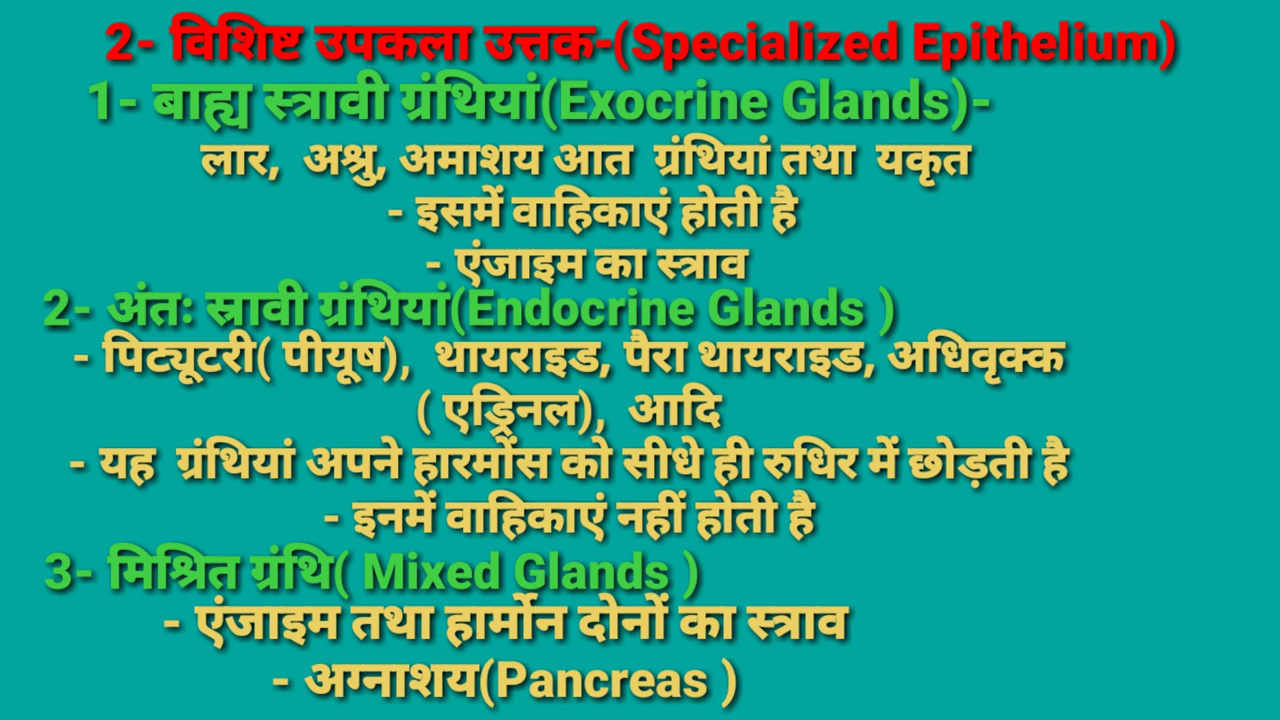 2- विशिष्ट उपकला उत्तक-(Specialized Epithelium)
1- बाह्य स्त्रावी ग्रंथियां(Exocrine Glands)-
लार, अश्रु, अमाशय आत ग्रंथियां तथा यकृत
- इसमें वाहिकाएं होती है
- एंजाइम का स्त्राव
2- अंतः स्रावी ग्रंथियां(Endocrine Glands )
- पिट्यूटरी( पीयूष), थायराइड, पैरा थायराइड, अधिवृक्क
( एड्रिनल), आदि
- यह ग्रंथियां अपने हारमोंस को सीधे ही रुधिर में छोड़ती है
- इनमें वाहिकाएं नहीं होती है
3- मिश्रित ग्रंथि( Mixed Glands )
- एंजाइम तथा हार्मोन दोनों का स्त्राव
- अग्नाशय(Pancreas )